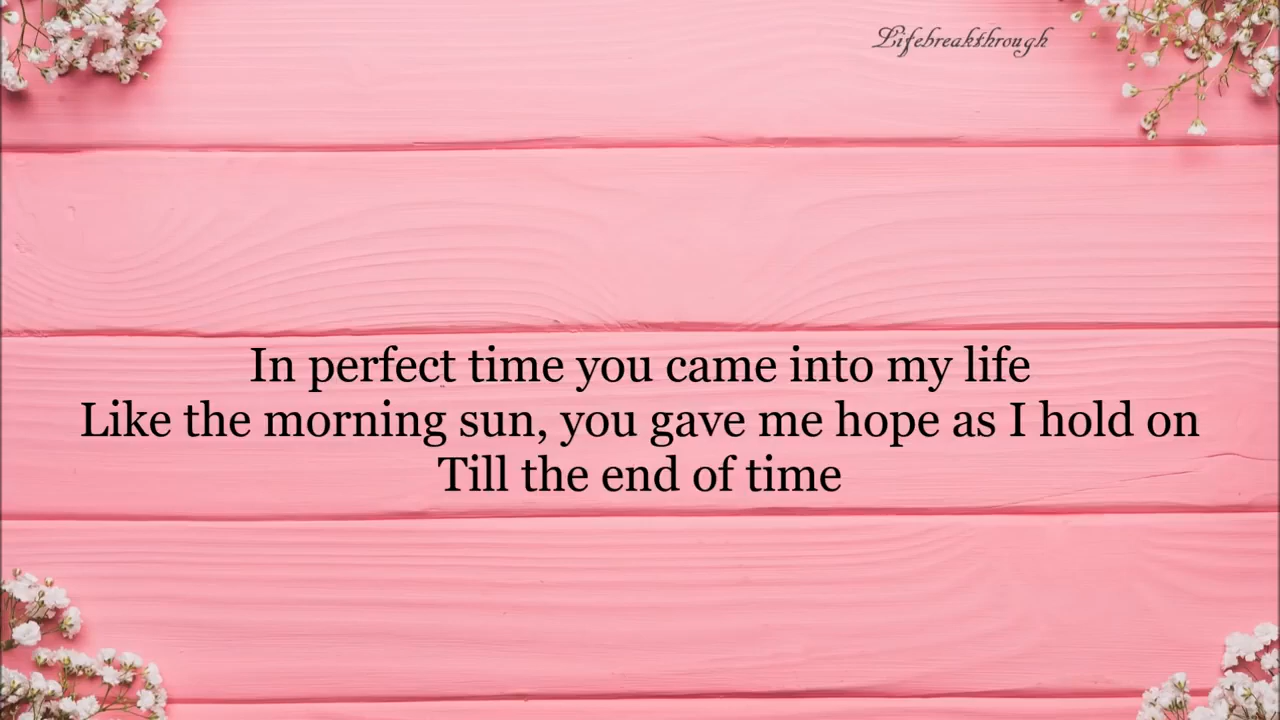 Lifebreakthrough
In perfect time you came into my life
Like the morning sun, you gave me hope as I hold on
Till the end of time